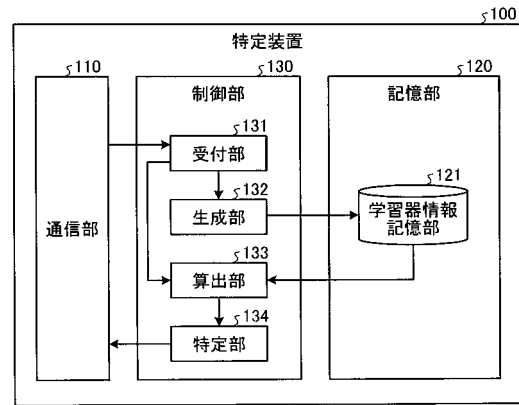 100
特定装置
110
通信部
130
制御部
131
受付部
132
生成部
133
算出部
134
特定部
120
記憶部
121
学習器情報
記憶部